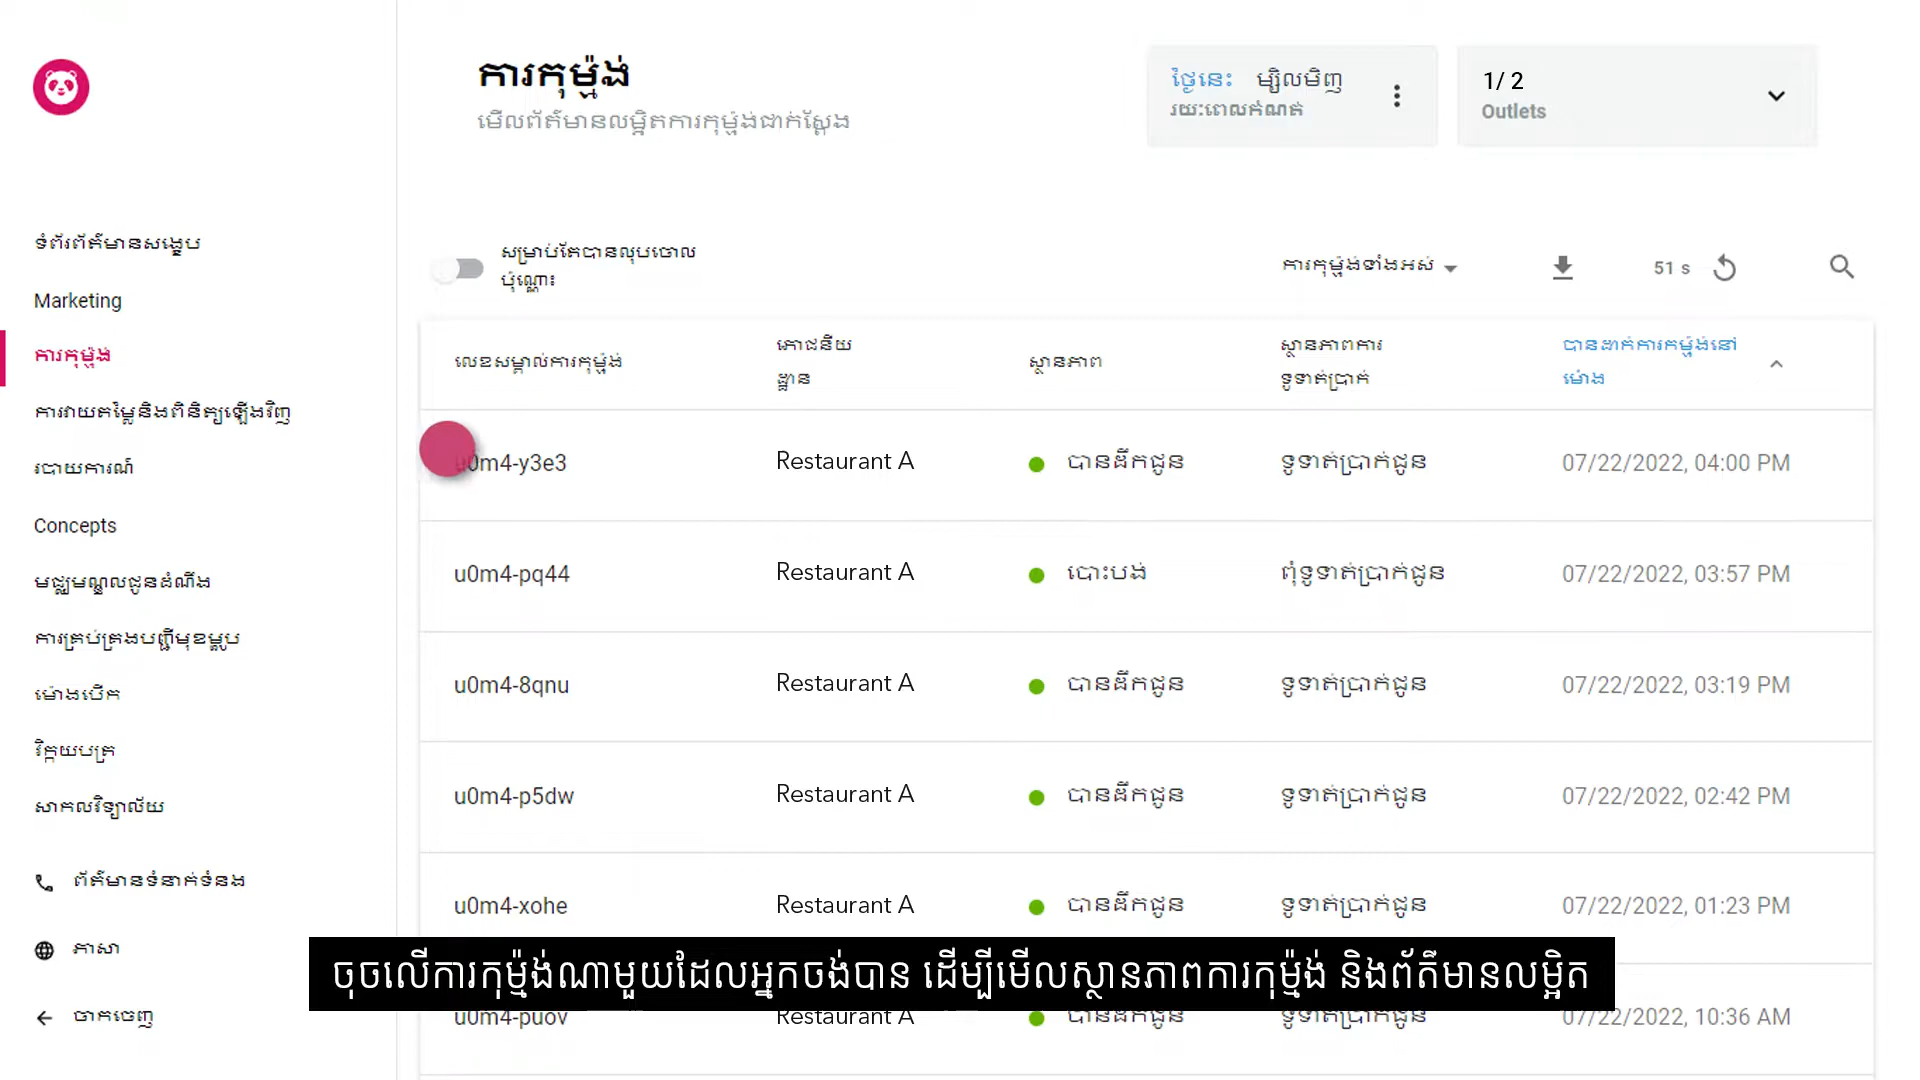 ការកុម្ម៉ង់
មើលព័ត៌មានលម្អិតការកុម្ម៉ង់ជាក់ស្តែង
ថ្ងៃនេះ ម្សិលមិញ
រយៈពេលកំណត់
1/ 2
Outlets
ទំព័រព័ត៌មានសង្ខេប
Marketing
ការកុម្ម៉ង់
ការវាយតម្លៃនិងពិនិត្យឡើងវិញ
របាយការណ៍
Concepts
មជ្ឈមណ្ឌលជូនដំណឹង
ការគ្រប់គ្រងបញ្ជីមុខម្ហូប
ម៉ោងបើក
វិក្កយបត្រ
សាកលវិទ្យាល័យ
ព័ត៌មានទំនាក់ទំនង
ភាសា
ចាកចេញ
សម្រាប់តែបានលុបចោល
ប៉ុណ្ណោះ
ការកុម្ម៉ង់ទាំងអស់
51 s
លេខសម្គាល់ការកុម្ម៉ង់
ភោជនីយ
ដ្ឋាន
ស្ថានភាព
ស្ថានភាពការ
ទូទាត់ប្រាក់
បានដាក់ការកម្ម៉ង់នៅ
ម៉ោង
u0m4-y3e3 Restaurant A បានដឹកជូន ទូទាត់ប្រាក់ជូន 07/22/2022, 04:00 PM
u0m4-pq44 Restaurant A បោះបង់ ពុំទូទាត់ប្រាក់ជូន 07/22/2022, 03:57 PM
u0m4-8qnu Restaurant A បានដឹកជូន ទូទាត់ប្រាក់ជូន 07/22/2022, 03:19 PM
u0m4-p5dw Restaurant A បានដឹកជូន ទូទាត់ប្រាក់ជូន 07/22/2022, 02:42 PM
u0m4-xohe Restaurant A បានដឹកជូន ទូទាត់ប្រាក់ជូន 07/22/2022, 01:23 PM
ចុចលើការកុម្ម៉ង់ណាមួយដែលអ្នកចង់បាន ដើម្បីមើលស្ថានភាពការកុម្ម៉ង់ និងព័ត៌មានលម្អិត
u0m4-puov Restaurant A បានដឹកជូន ទូទាត់ប្រាក់ជូន 07/22/2022, 10:36 AM